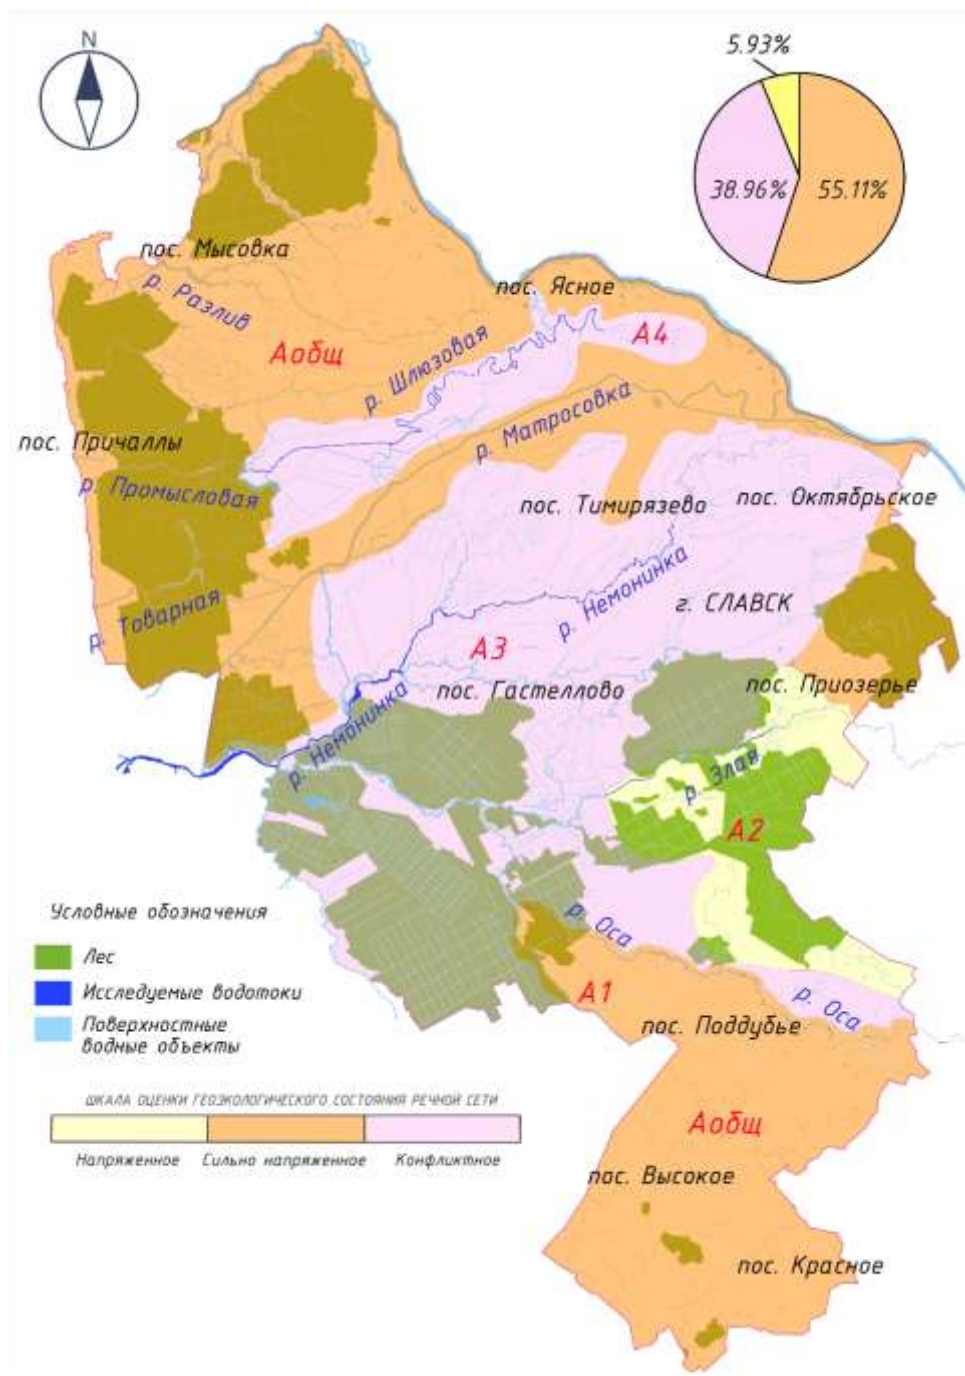 N
5.93%
38.96%
55.11%
пос. Мысовка
р. Разлив
пос. Ясное
Аобщ
А4
р. Шлюзовая
р. Матросовка
пос. Причаллы
р. Промысловая
пос. Тимирязево
пос. Октябрьское
р. Товарная
р. Немонинка
г. СЛАВСК
А3
пос. Гастеллово
пос. Приозерье
р. Немонинка
р. Злая
А2
р. Оса
Условные обозначения
Лес
Исследуемые водотоки
Поверхностные
водные объекты
А1
р. Оса
пос. Поддубье
ШКАЛА ОЦЕНКИ ГЕОЭКОЛОГИЧЕСКОГО СОСТОЯНИЯ РЕЧНОЙ СЕТИ
Напряженное
Сильно напряженное
Конфликтное
Аобщ
пос. Высокое
пос. Красное